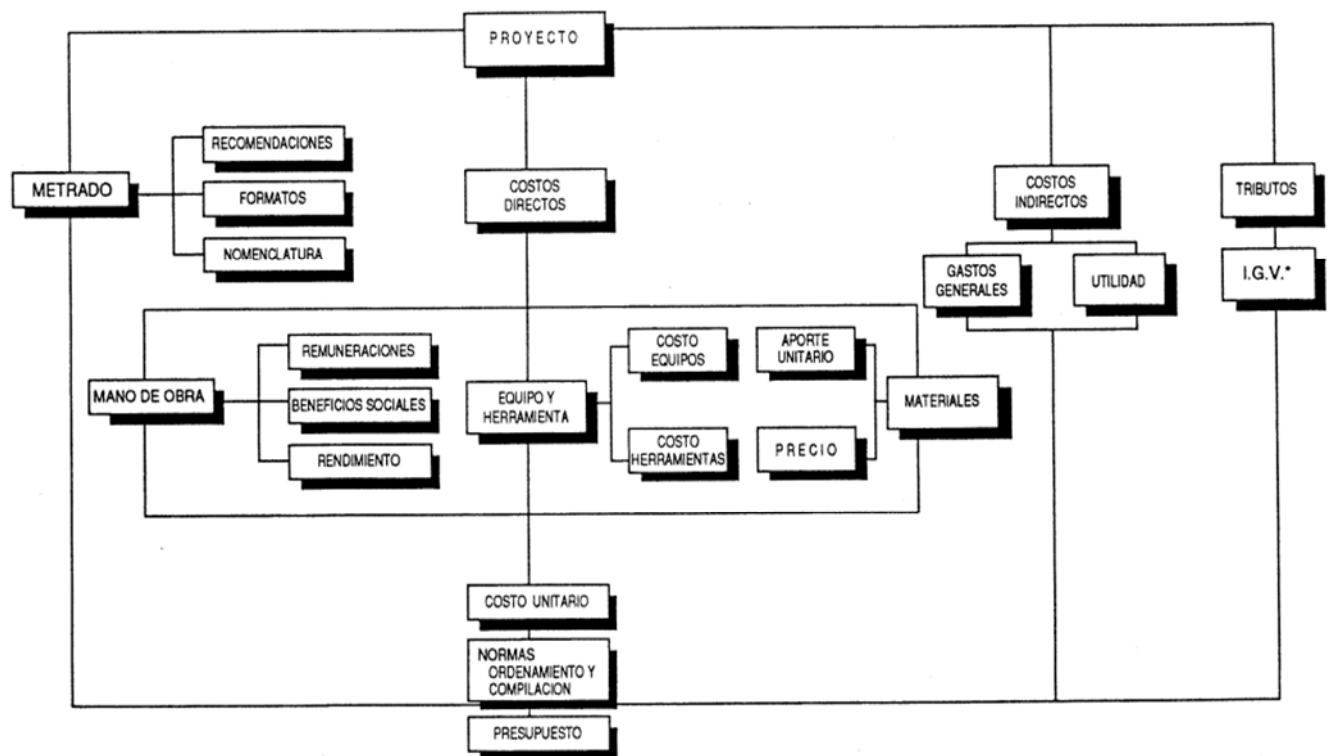 PROYECTO
RECOMENDACIONES
METRADO
FORMATOS
NOMENCLATURA
COSTOS
DIRECTOS
COSTOS
INDIRECTOS
TRIBUTOS
GASTOS
GENERALES
UTILIDAD
I.G.V.*
MANO DE OBRA
REMUNERACIONES
BENEFICIOS SOCIALES
RENDIMIENTO
EQUIPO Y
HERRAMIENTA
COSTO
EQUIPOS
COSTO
HERRAMIENTAS
APORTE
UNITARIO
PRECIO
MATERIALES
COSTO UNITARIO
NORMAS
ORDENAMIENTO Y
COMPILACION
PRESUPUESTO